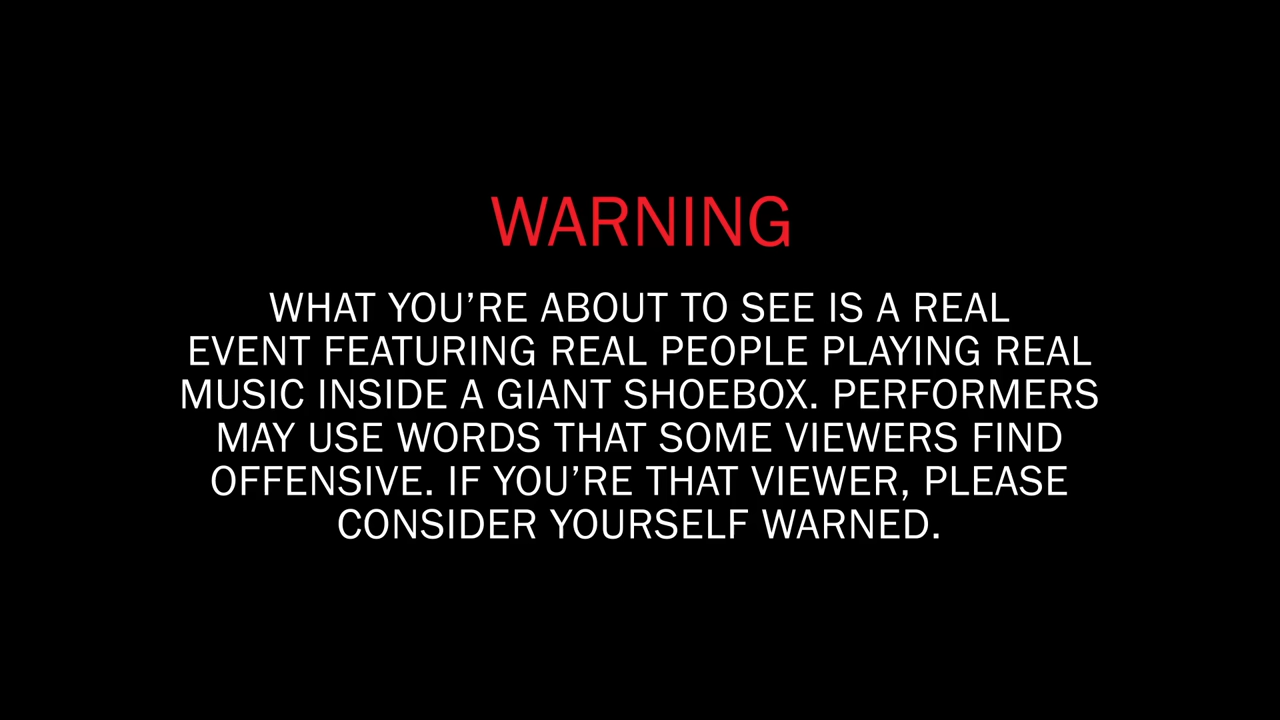 WARNING
WHAT YOU’RE ABOUT TO SEE IS A REAL
EVENT FEATURING REAL PEOPLE PLAYING REAL
MUSIC INSIDE A GIANT SHOEBOX. PERFORMERS
MAY USE WORDS THAT SOME VIEWERS FIND
OFFENSIVE. IF YOU’RE THAT VIEWER, PLEASE
CONSIDER YOURSELF WARNED.